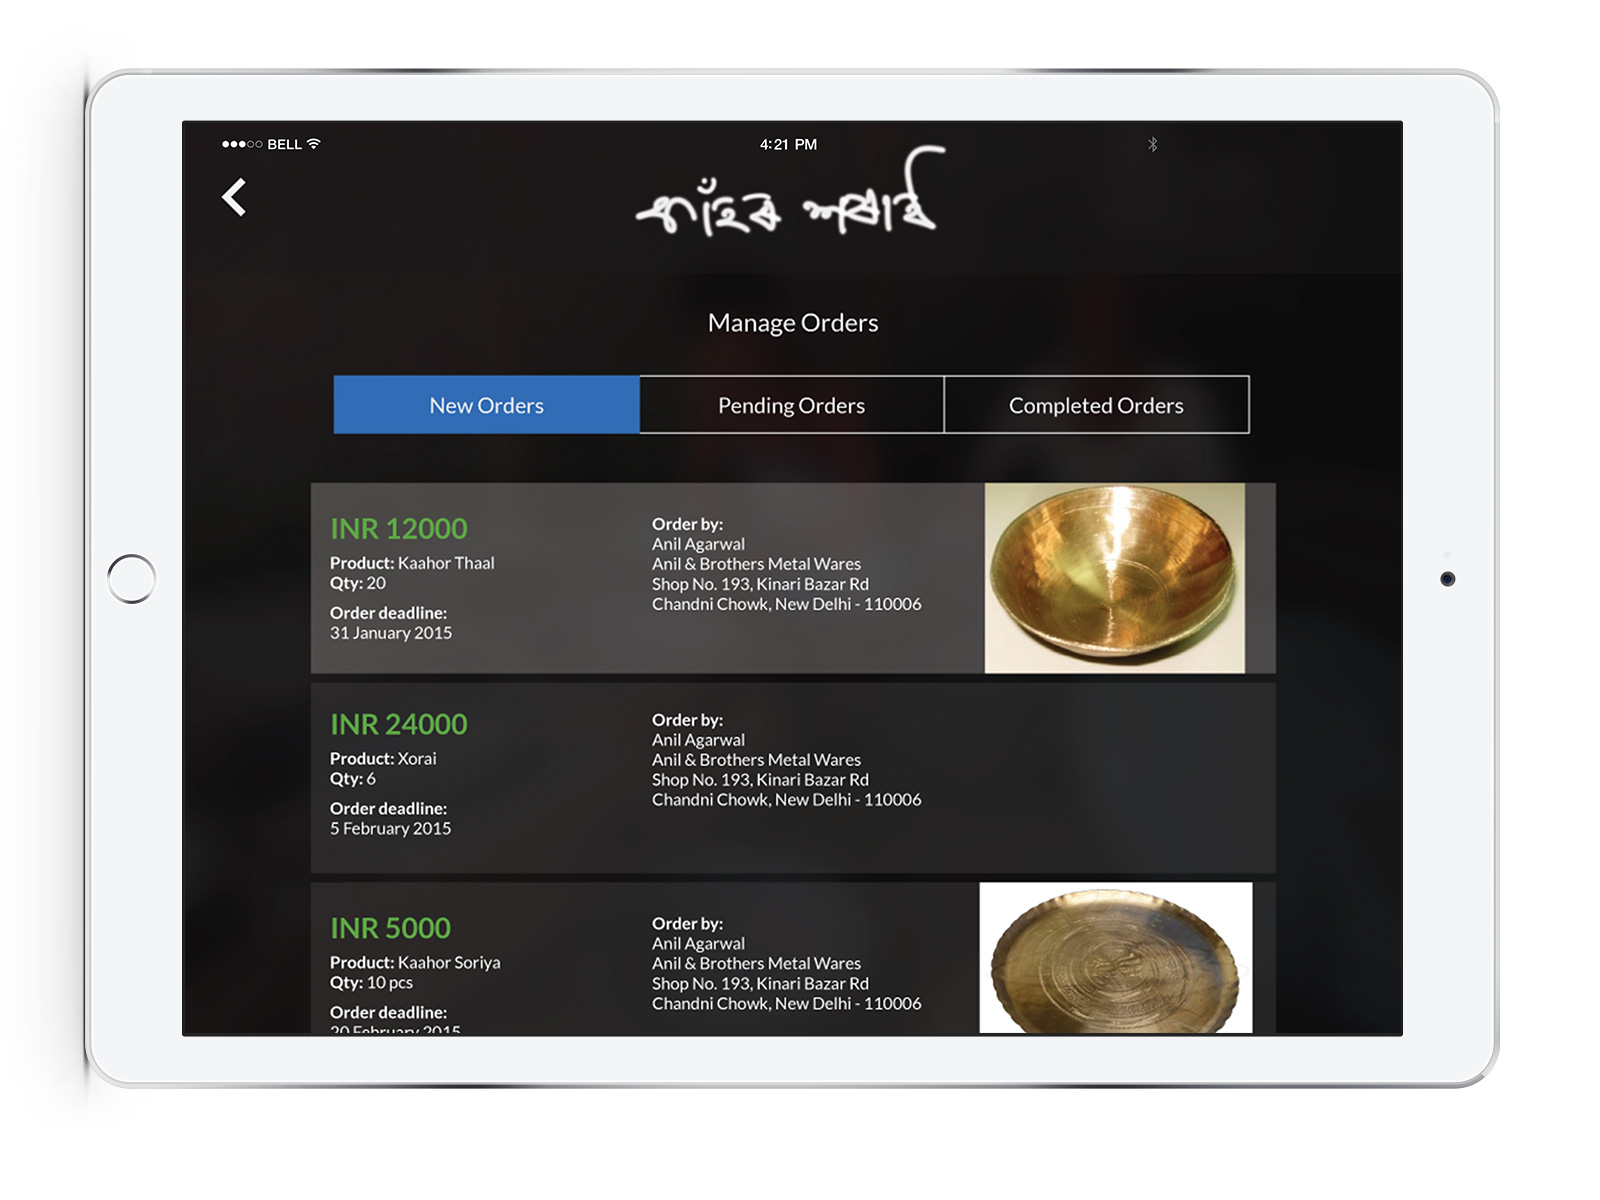 BELL
4:21 PM
কাঁহৰ পোহাৰ
Manage Orders
New Orders
Pending Orders
Completed Orders
INR 12000
Product: Kaahor Thaal
Qty: 20
Order deadline:
31 January 2015
Order by:
Anil Agarwal
Anil & Brothers Metal Wares
Shop No. 193, Kinari Bazar Rd
Chandni Chowk, New Delhi - 110006
INR 24000
Product: Xorai
Qty: 6
Order deadline:
5 February 2015
Order by:
Anil Agarwal
Anil & Brothers Metal Wares
Shop No. 193, Kinari Bazar Rd
Chandni Chowk, New Delhi - 110006
INR 5000
Product: Kaahor Soriya
Qty: 10 pcs
Order deadline:
20 February 2015
Order by:
Anil Agarwal
Anil & Brothers Metal Wares
Shop No. 193, Kinari Bazar Rd
Chandni Chowk, New Delhi - 110006